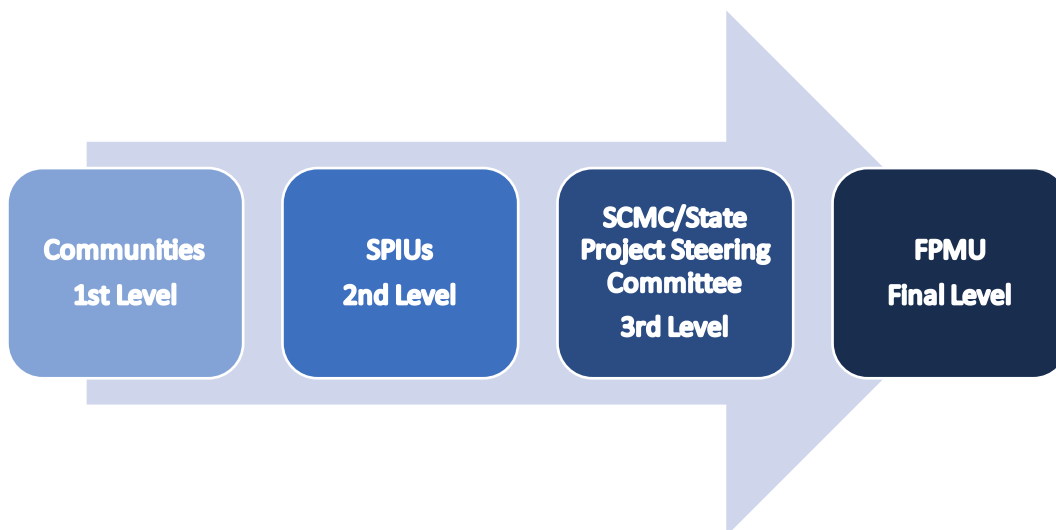 Communities
1st Level
SPIUs
2nd Level
SCMC/State
Project Steering
Committee
3rd Level
FPMU
Final Level